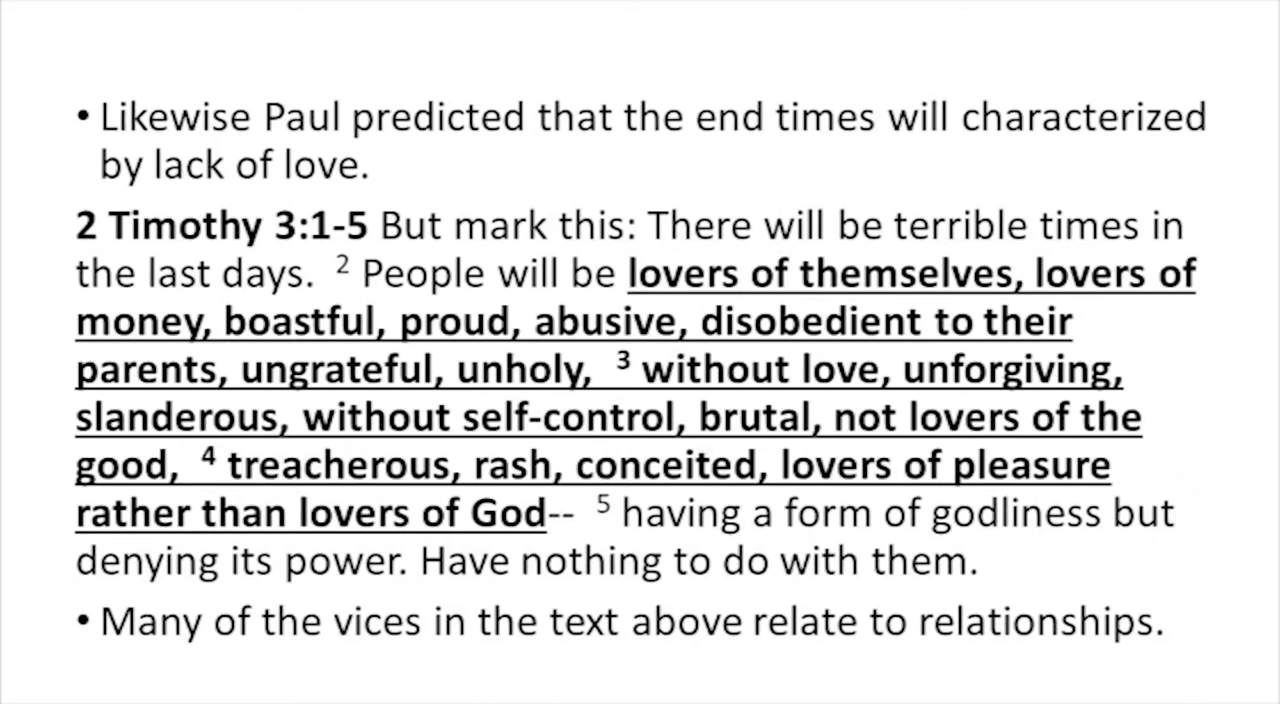 • Likewise Paul predicted that the end times will characterized
by lack of love.
2 Timothy 3:1-5 But mark this: There will be terrible times in
the last days. 2 People will be lovers of themselves, lovers of
money, boastful, proud, abusive, disobedient to their
parents, ungrateful, unholy, 3 without love, unforgiving,
slanderous, without self-control, brutal, not lovers of the
good, 4 treacherous, rash, conceited, lovers of pleasure
rather than lovers of God-- 5 having a form of godliness but
denying its power. Have nothing to do with them.
• Many of the vices in the text above relate to relationships.